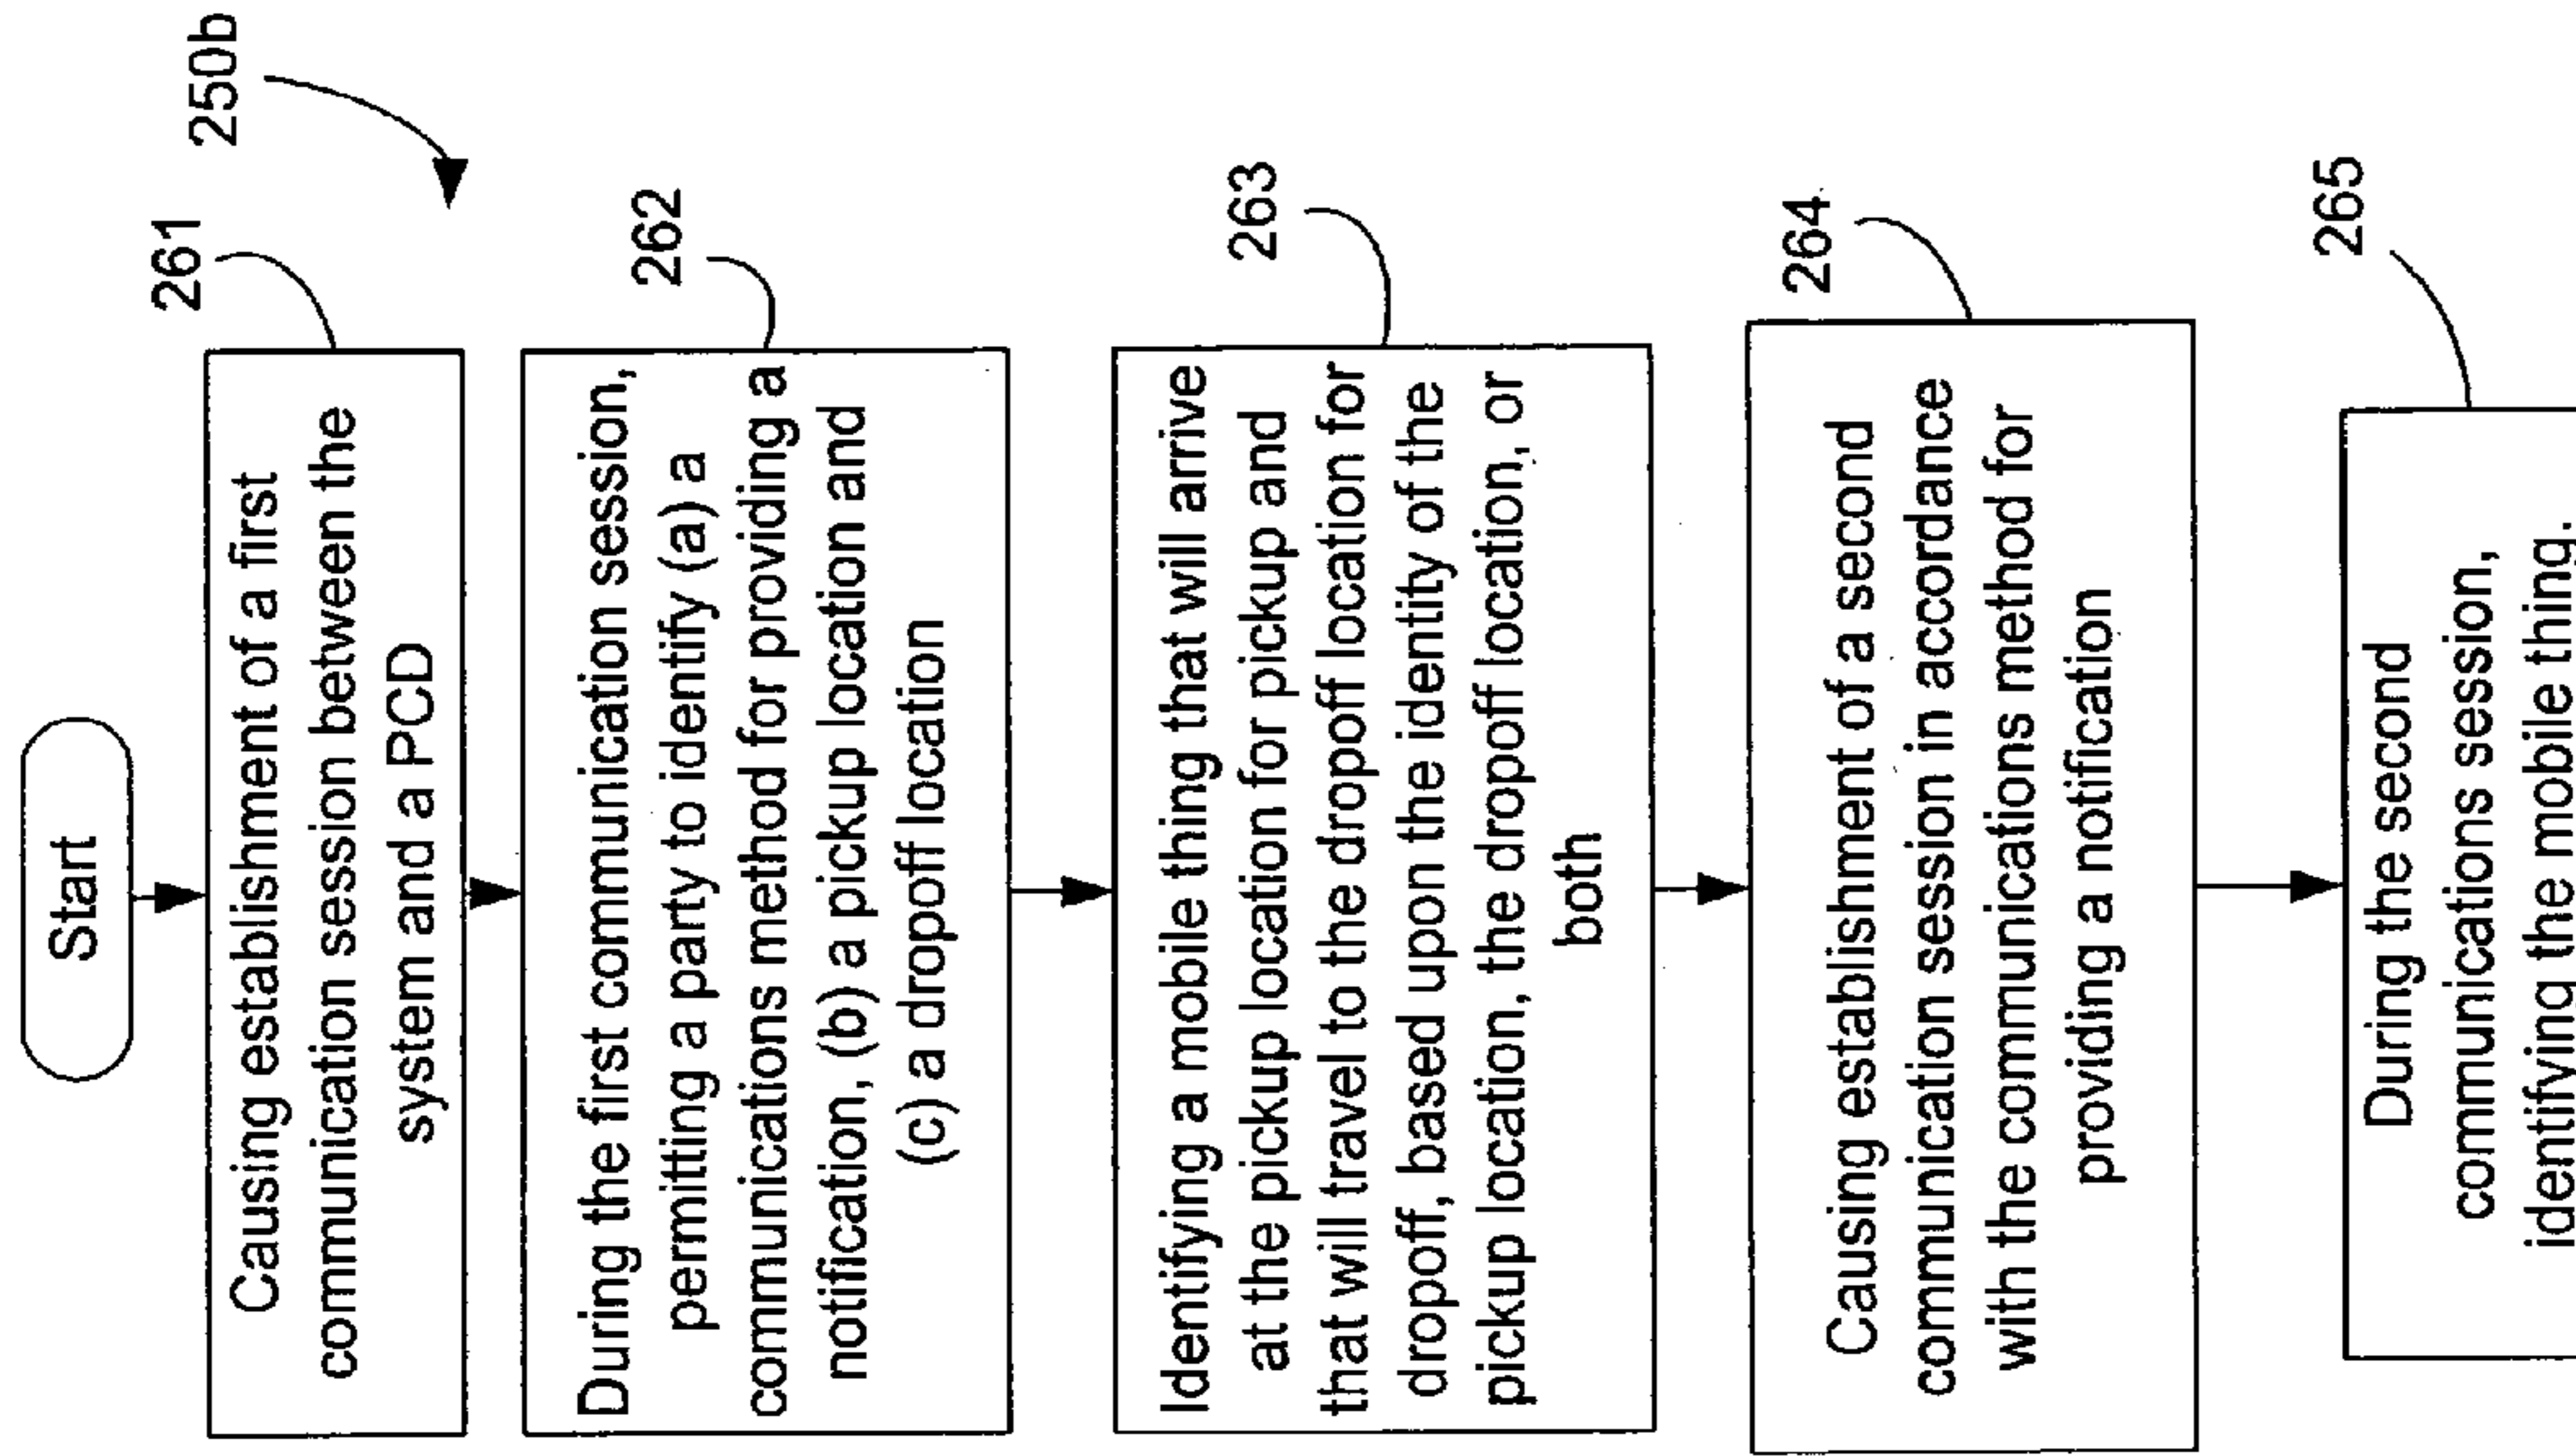 250b
Start
261
Causing establishment of a first
communication session between the
system and a PCD
262
During the first communication session,
permitting a party to identify (a) a
communications method for providing a
notification, (b) a pickup location and
(c) a dropoff location
263
Identifying a mobile thing that will arrive
at the pickup location for pickup and
that will travel to the dropoff location for
dropoff, based upon the identity of the
pickup location, the dropoff location, or
both
264
Causing establishment of a second
communication session in accordance
with the communications method for
providing a notification
265
During the second
communications session,
identifying the mobile thing.